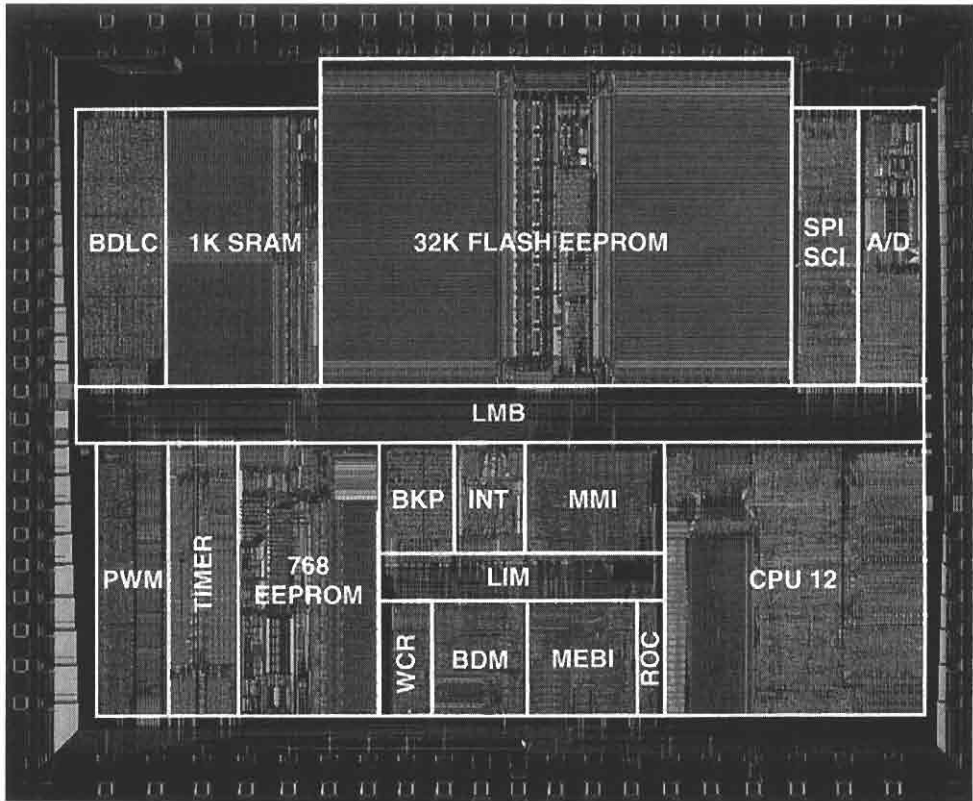 BDLC
1K SRAM
32K FLASH EEPROM
SPI
SCI
A/D
LMB
PWM
TIMER
768
EEPROM
BKP
INT
MMI
LIM
WCR
BDM
MEBI
ROC
CPU 12